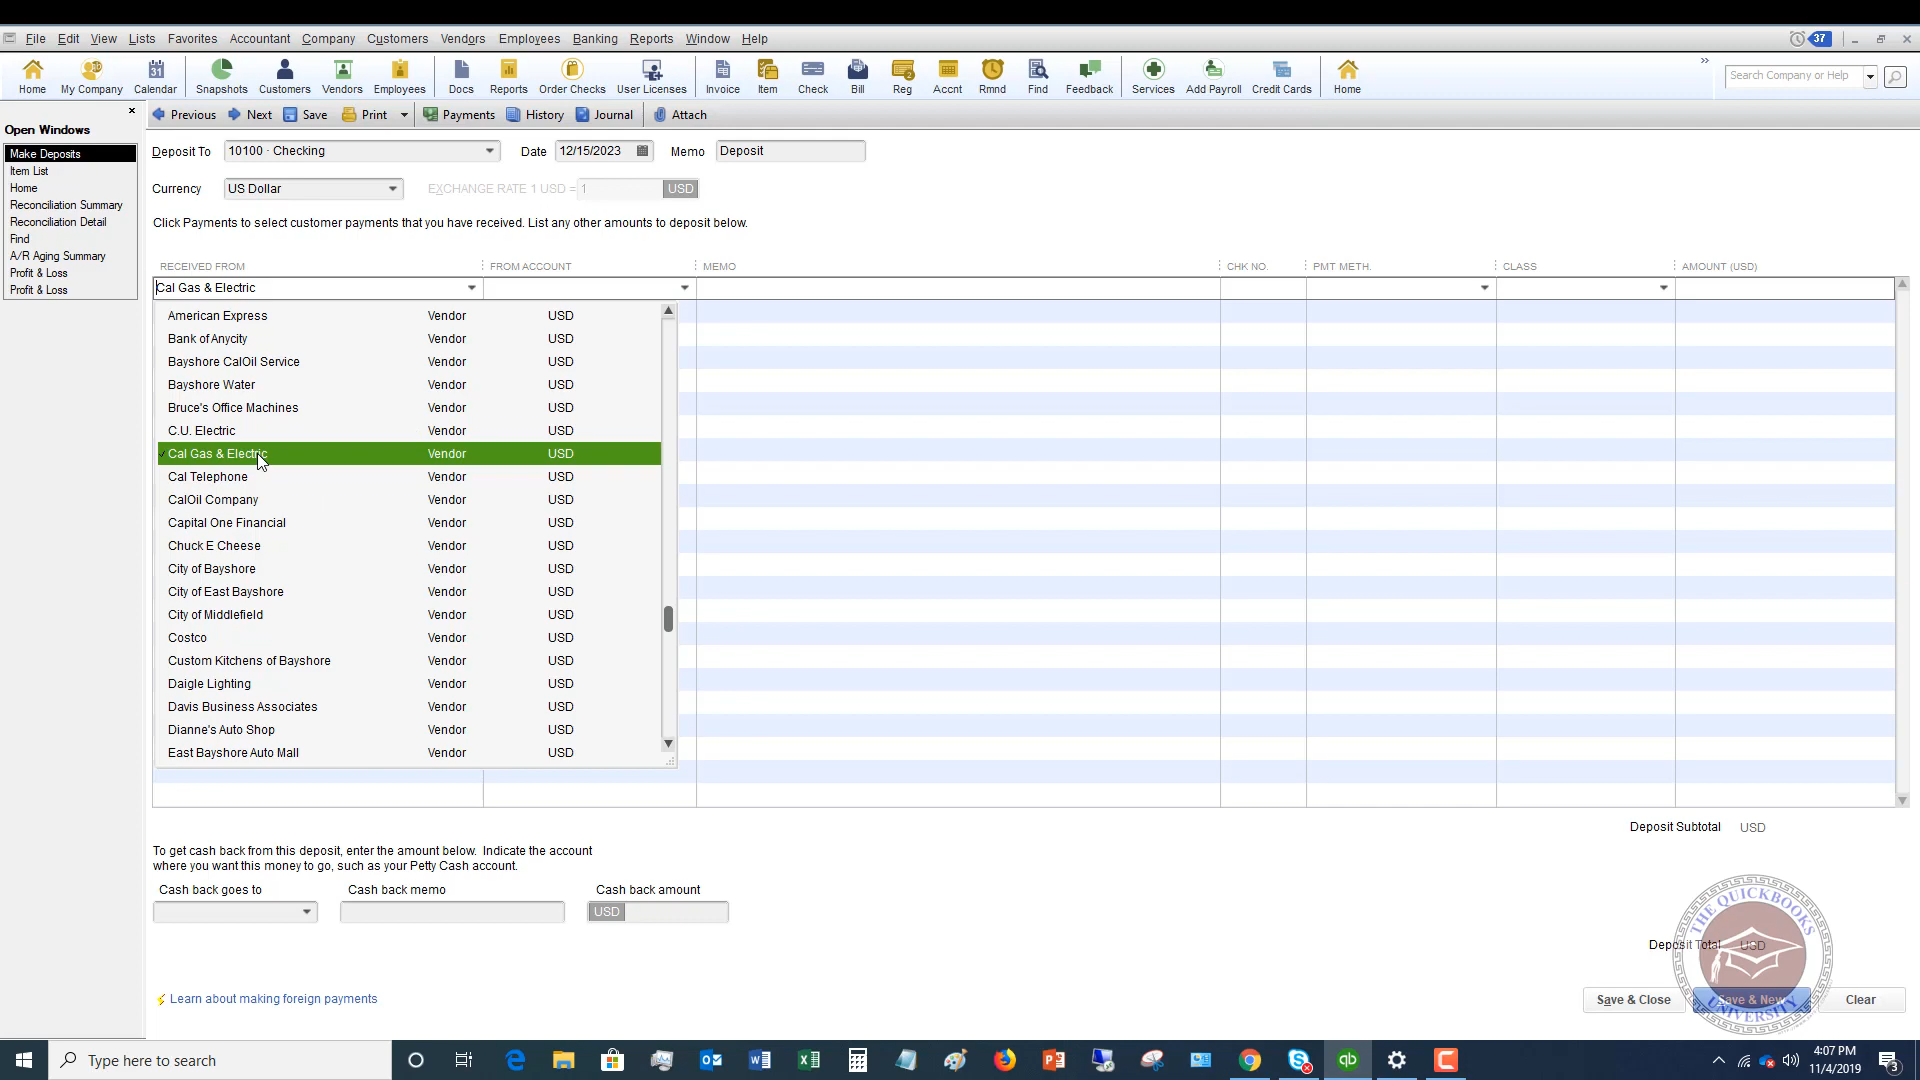 File Edit View Lists Favorites Accountant Company Customers Vendors Employees Banking Reports Window Help 37
Home My Company Calendar Snapshots Customers Vendors Employees Docs Reports Order Checks User Licenses Invoice Item Check Bill Reg Accnt Rmnd Find Feedback Services Add Payroll Credit Cards Home Search Company or Help
Previous Next Save Print Payments History Journal Attach
Open Windows
Make Deposits
Item List
Home
Reconciliation Summary
Reconciliation Detail
Find
A/R Aging Summary
Profit & Loss
Profit & Loss
Deposit To 10100 · Checking Date 12/15/2023 Memo Deposit
Currency US Dollar EXCHANGE RATE 1 USD = 1 USD
Click Payments to select customer payments that you have received. List any other amounts to deposit below.
RECEIVED FROM FROM ACCOUNT MEMO CHK NO. PMT METH. CLASS AMOUNT (USD)
Cal Gas & Electric
American Express Vendor USD
Bank of Anycity Vendor USD
Bayshore CalOil Service Vendor USD
Bayshore Water Vendor USD
Bruce's Office Machines Vendor USD
C.U. Electric Vendor USD
Cal Gas & Electric Vendor USD
Cal Telephone Vendor USD
CalOil Company Vendor USD
Capital One Financial Vendor USD
Chuck E Cheese Vendor USD
City of Bayshore Vendor USD
City of East Bayshore Vendor USD
City of Middlefield Vendor USD
Costco Vendor USD
Custom Kitchens of Bayshore Vendor USD
Daigle Lighting Vendor USD
Davis Business Associates Vendor USD
Dianne's Auto Shop Vendor USD
East Bayshore Auto Mall Vendor USD
Deposit Subtotal USD
To get cash back from this deposit, enter the amount below. Indicate the account
where you want this money to go, such as your Petty Cash account.
Cash back goes to Cash back memo Cash back amount
USD
Deposit Total USD
THE QUICKBOOKS
UNIVERSITY
Learn about making foreign payments
Save & Close Save & New Clear
Type here to search
4:07 PM
11/4/2019
3